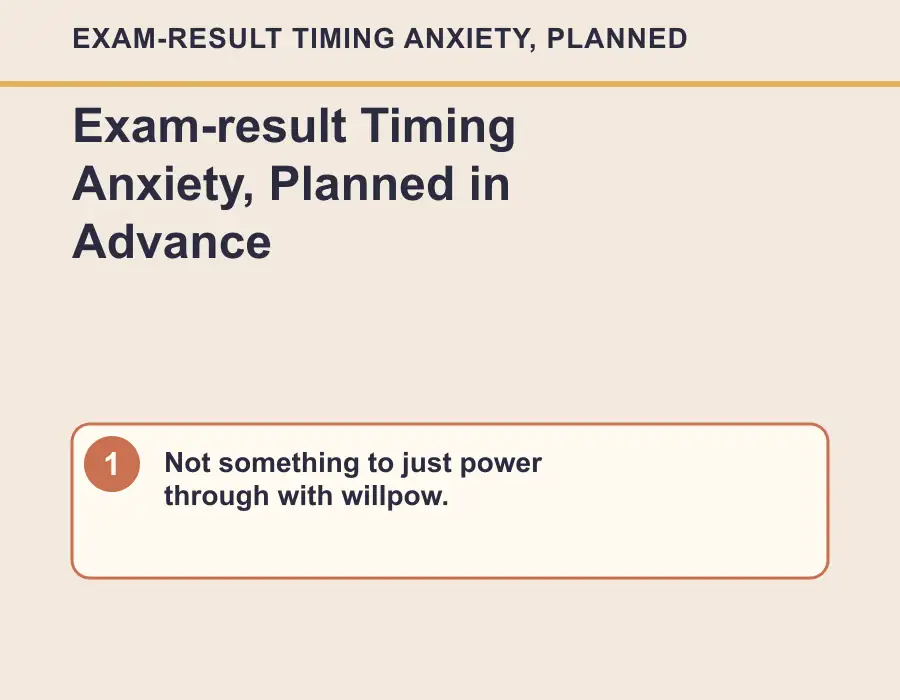 EXAM-RESULT TIMING ANXIETY, PLANNED
Exam-result Timing
Anxiety, Planned in
Advance
1
Not something to just power
through with willpow.